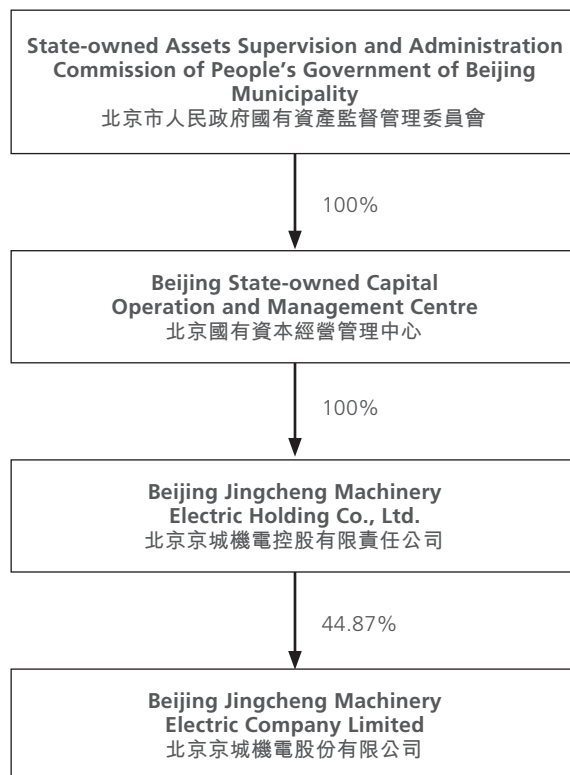 State-owned Assets Supervision and Administration
Commission of People's Government of Beijing
Municipality
北京市人民政府國有資產監督管理委員會
100%
Beijing State-owned Capital
Operation and Management Centre
北京國有資本經營管理中心
100%
Beijing Jingcheng Machinery
Electric Holding Co., Ltd.
北京京城機電控股有限責任公司
44.87%
Beijing Jingcheng Machinery
Electric Company Limited
北京京城機電股份有限公司